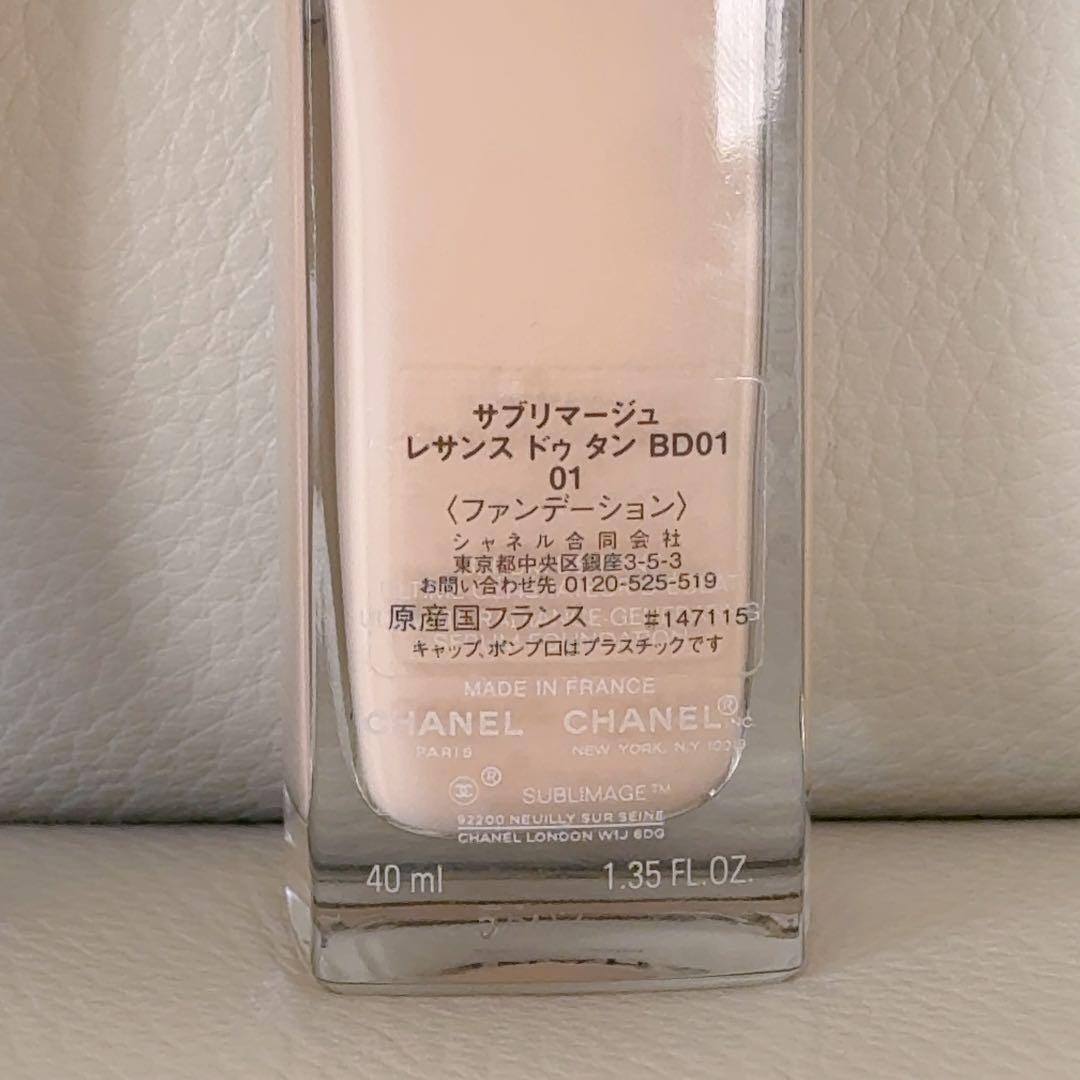 サブリマージュ
レサンス ドゥ タン BD01
01
〈ファンデーション〉
シャネル合同会社
東京都中央区銀座3-5-3
お問い合わせ先 0120-525-519
原産国フランス #147115
キャップ、ポンプ口はプラスチックです
MADE IN FRANCE
CHANEL CHANEL® INC.
PARIS NEW YORK, N.Y. 10019
® SUBLIMAGE™
92200 NEUILLY SUR SEINE
CHANEL LONDON W1J 6DG
40 ml 1.35 FL.OZ.